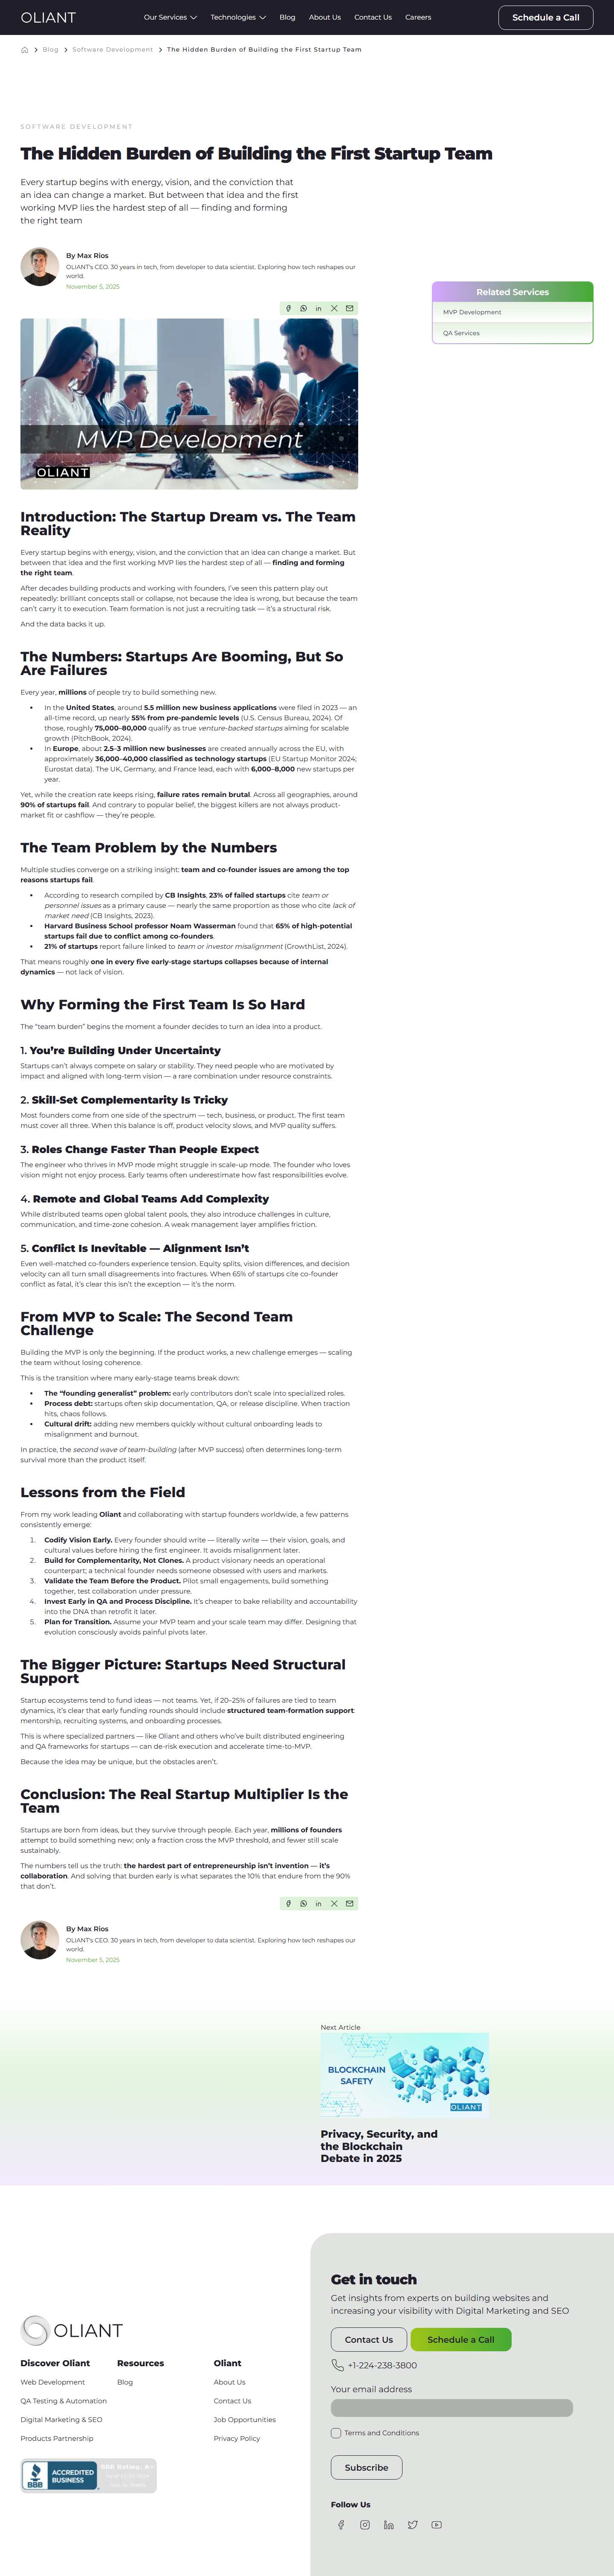 OLIANT
Our Services
Technologies
Blog
About Us
Contact Us
Careers
Schedule a Call
Blog
Software Development
The Hidden Burden of Building the First Startup Team
SOFTWARE DEVELOPMENT
The Hidden Burden of Building the First Startup Team
Every startup begins with energy, vision, and the conviction that
an idea can change a market. But between that idea and the first
working MVP lies the hardest step of all — finding and forming
the right team
By Max Rios
OLIANT's CEO. 30 years in tech, from developer to data scientist. Exploring how tech reshapes our
world.
November 5, 2025
Related Services
MVP Development
QA Services
MVP Development
OLIANT
Introduction: The Startup Dream vs. The Team
Reality
Every startup begins with energy, vision, and the conviction that an idea can change a market. But
between that idea and the first working MVP lies the hardest step of all — finding and forming
the right team.
After decades building products and working with founders, I've seen this pattern play out
repeatedly: brilliant concepts stall or collapse, not because the idea is wrong, but because the team
can't carry it to execution. Team formation is not just a recruiting task — it's a structural risk.
And the data backs it up.
The Numbers: Startups Are Booming, But So
Are Failures
Every year, millions of people try to build something new.
• In the United States, around 5.5 million new business applications were filed in 2023 — an
all-time record, up nearly 55% from pre-pandemic levels (U.S. Census Bureau, 2024). Of
those, roughly 75,000–80,000 qualify as true venture-backed startups aiming for scalable
growth (PitchBook, 2024).
• In Europe, about 2.5–3 million new businesses are created annually across the EU, with
approximately 36,000–40,000 classified as technology startups (EU Startup Monitor 2024;
Eurostat data). The UK, Germany, and France lead, each with 6,000–8,000 new startups per
year.
Yet, while the creation rate keeps rising, failure rates remain brutal. Across all geographies, around
90% of startups fail. And contrary to popular belief, the biggest killers are not always product-
market fit or cashflow — they're people.
The Team Problem by the Numbers
Multiple studies converge on a striking insight: team and co-founder issues are among the top
reasons startups fail.
• According to research compiled by CB Insights, 23% of failed startups cite team or
personnel issues as a primary cause — nearly the same proportion as those who cite lack of
market need (CB Insights, 2023).
• Harvard Business School professor Noam Wasserman found that 65% of high-potential
startups fail due to conflict among co-founders.
• 21% of startups report failure linked to team or investor misalignment (GrowthList, 2024).
That means roughly one in every five early-stage startups collapses because of internal
dynamics — not lack of vision.
Why Forming the First Team Is So Hard
The “team burden” begins the moment a founder decides to turn an idea into a product.
1. You're Building Under Uncertainty
Startups can't always compete on salary or stability. They need people who are motivated by
impact and aligned with long-term vision — a rare combination under resource constraints.
2. Skill-Set Complementarity Is Tricky
Most founders come from one side of the spectrum — tech, business, or product. The first team
must cover all three. When this balance is off, product velocity slows, and MVP quality suffers.
3. Roles Change Faster Than People Expect
The engineer who thrives in MVP mode might struggle in scale-up mode. The founder who loves
vision might not enjoy process. Early teams often underestimate how fast responsibilities evolve.
4. Remote and Global Teams Add Complexity
While distributed teams open global talent pools, they also introduce challenges in culture,
communication, and time-zone cohesion. A weak management layer amplifies friction.
5. Conflict Is Inevitable — Alignment Isn't
Even well-matched co-founders experience tension. Equity splits, vision differences, and decision
velocity can all turn small disagreements into fractures. When 65% of startups cite co-founder
conflict as fatal, it's clear this isn't the exception — it's the norm.
From MVP to Scale: The Second Team
Challenge
Building the MVP is only the beginning. If the product works, a new challenge emerges — scaling
the team without losing coherence.
This is the transition where many early-stage teams break down:
• The “founding generalist” problem: early contributors don't scale into specialized roles.
• Process debt: startups often skip documentation, QA, or release discipline. When traction
hits, chaos follows.
• Cultural drift: adding new members quickly without cultural onboarding leads to
misalignment and burnout.
In practice, the second wave of team-building (after MVP success) often determines long-term
survival more than the product itself.
Lessons from the Field
From my work leading Oliant and collaborating with startup founders worldwide, a few patterns
consistently emerge:
1. Codify Vision Early. Every founder should write — literally write — their vision, goals, and
cultural values before hiring the first engineer. It avoids misalignment later.
2. Build for Complementarity, Not Clones. A product visionary needs an operational
counterpart; a technical founder needs someone obsessed with users and markets.
3. Validate the Team Before the Product. Pilot small engagements, build something
together, test collaboration under pressure.
4. Invest Early in QA and Process Discipline. It's cheaper to bake reliability and accountability
into the DNA than retrofit it later.
5. Plan for Transition. Assume your MVP team and your scale team may differ. Designing that
evolution consciously avoids painful pivots later.
The Bigger Picture: Startups Need Structural
Support
Startup ecosystems tend to fund ideas — not teams. Yet, if 20–25% of failures are tied to team
dynamics, it's clear that early funding rounds should include structured team-formation support:
mentorship, recruiting systems, and onboarding processes.
This is where specialized partners — like Oliant and others who've built distributed engineering
and QA frameworks for startups — can de-risk execution and accelerate time-to-MVP.
Because the idea may be unique, but the obstacles aren't.
Conclusion: The Real Startup Multiplier Is the
Team
Startups are born from ideas, but they survive through people. Each year, millions of founders
attempt to build something new; only a fraction cross the MVP threshold, and fewer still scale
sustainably.
The numbers tell us the truth: the hardest part of entrepreneurship isn't invention — it's
collaboration. And solving that burden early is what separates the 10% that endure from the 90%
that don't.
By Max Rios
OLIANT's CEO. 30 years in tech, from developer to data scientist. Exploring how tech reshapes our
world.
November 5, 2025
Next Article
BLOCKCHAIN
SAFETY
OLIANT
Privacy, Security, and
the Blockchain
Debate in 2025
Get in touch
Get insights from experts on building websites and
increasing your visibility with Digital Marketing and SEO
Contact Us
Schedule a Call
+1-224-238-3800
Your email address
Terms and Conditions
Subscribe
Follow Us
OLIANT
Discover Oliant
Web Development
QA Testing & Automation
Digital Marketing & SEO
Products Partnership
Resources
Blog
Oliant
About Us
Contact Us
Job Opportunities
Privacy Policy
BBB
ACCREDITED
BUSINESS
BBB Rating: A+